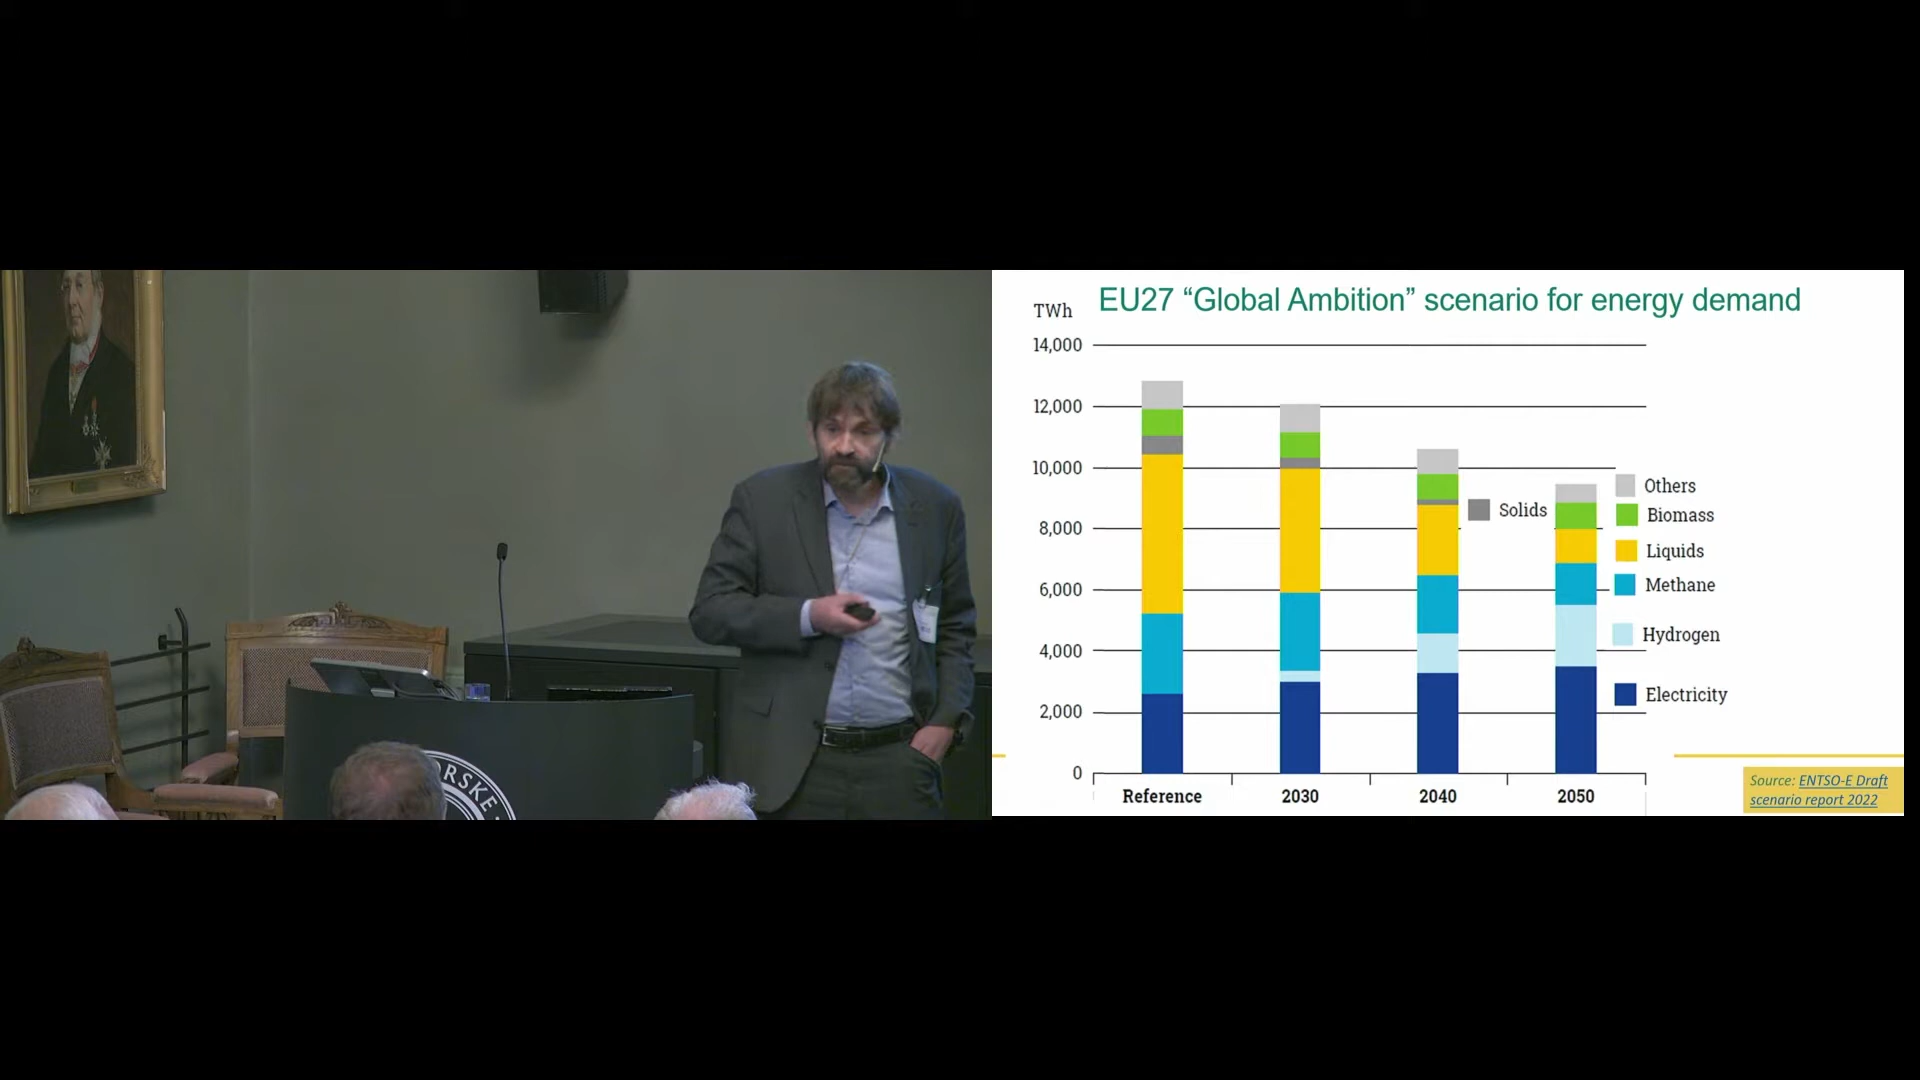 ORSKE
EU27 “Global Ambition” scenario for energy demand
TWh
14,000
12,000
10,000
8,000
6,000
4,000
2,000
0
Reference 2030 2040 2050
Solids
Others
Biomass
Liquids
Methane
Hydrogen
Electricity
Source: ENTSO-E Draft
scenario report 2022